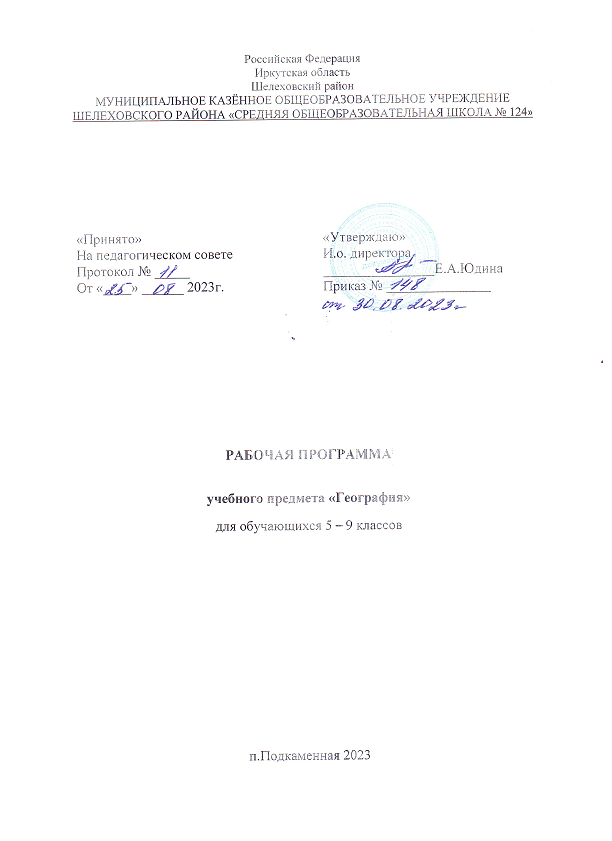 Российская Федерация
Иркутская область
Шелеховский район
МУНИЦИПАЛЬНОЕ КАЗЁННОЕ ОБЩЕОБРАЗОВАТЕЛЬНОЕ УЧРЕЖДЕНИЕ
ШЕЛЕХОВСКОГО РАЙОНА «СРЕДНЯЯ ОБЩЕОБРАЗОВАТЕЛЬНАЯ ШКОЛА № 124»
«Принято»
На педагогическом совете
Протокол № 11
От «25» 08 2023г.
«Утверждаю»
И.о. директора
Е.А.Юдина
Приказ № 148
от 30.08.2023г
РАБОЧАЯ ПРОГРАММА
учебного предмета «География»
для обучающихся 5 – 9 классов
п.Подкаменная 2023